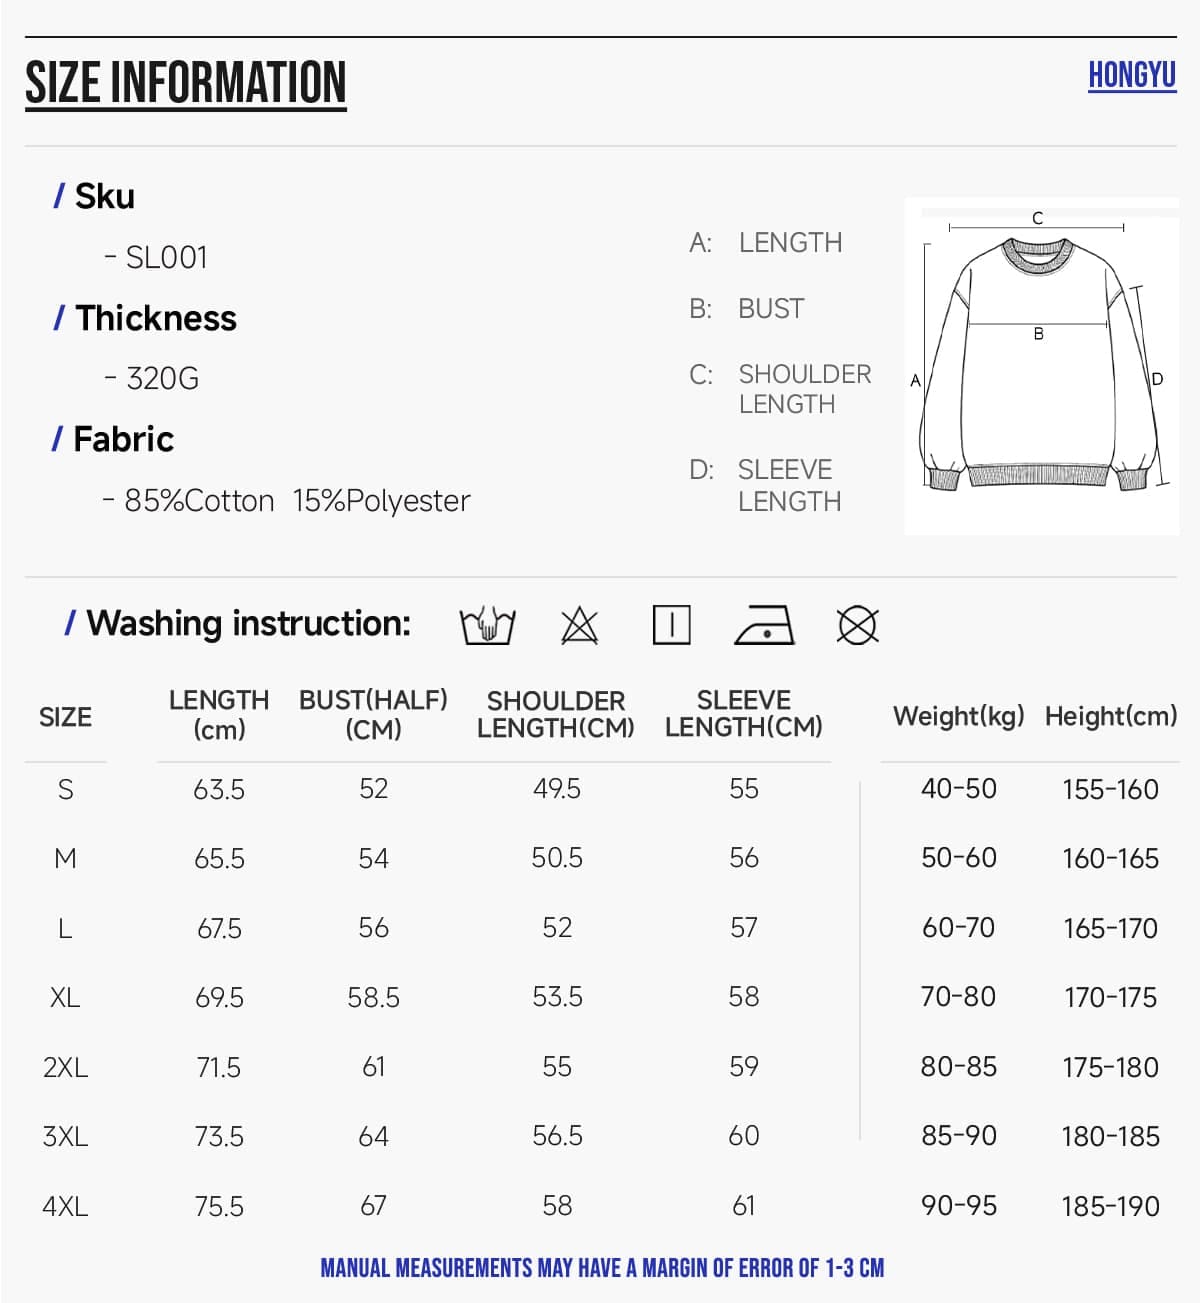 SIZE INFORMATION
HONGYU
/ Sku
- SL001
/ Thickness
- 320G
/ Fabric
- 85%Cotton 15%Polyester
A: LENGTH
B: BUST
C: SHOULDER
LENGTH
D: SLEEVE
LENGTH
C
B
A
D
/ Washing instruction:
SIZE LENGTH (cm) BUST(HALF) (CM) SHOULDER LENGTH(CM) SLEEVE LENGTH(CM) Weight(kg) Height(cm)
S 63.5 52 49.5 55 40-50 155-160
M 65.5 54 50.5 56 50-60 160-165
L 67.5 56 52 57 60-70 165-170
XL 69.5 58.5 53.5 58 70-80 170-175
2XL 71.5 61 55 59 80-85 175-180
3XL 73.5 64 56.5 60 85-90 180-185
4XL 75.5 67 58 61 90-95 185-190
MANUAL MEASUREMENTS MAY HAVE A MARGIN OF ERROR OF 1-3 CM